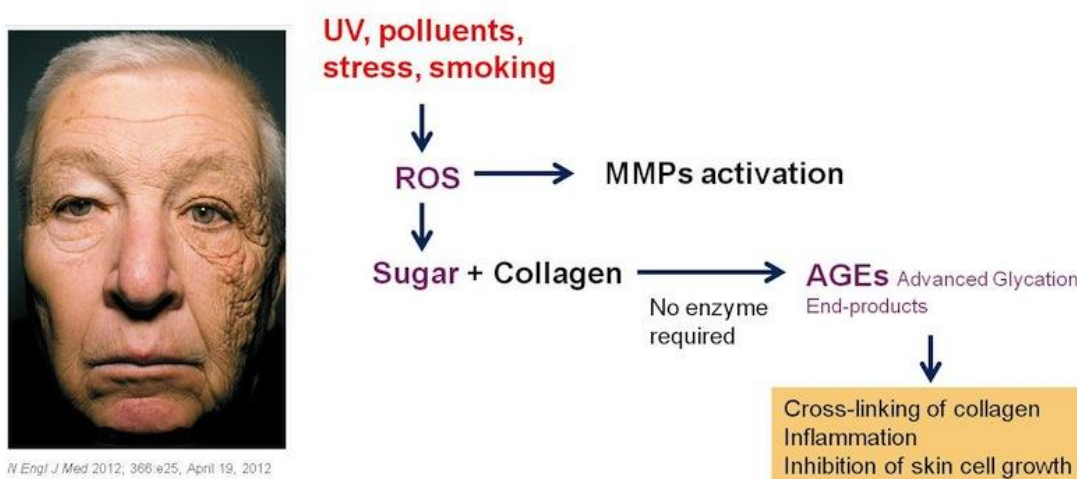 UV, polluents,
stress, smoking
ROS
MMPs activation
Sugar + Collagen
AGEs Advanced Glycation
End-products
No enzyme
required
Cross-linking of collagen
Inflammation
Inhibition of skin cell growth
N Engl J Med 2012; 366:e25, April 19, 2012